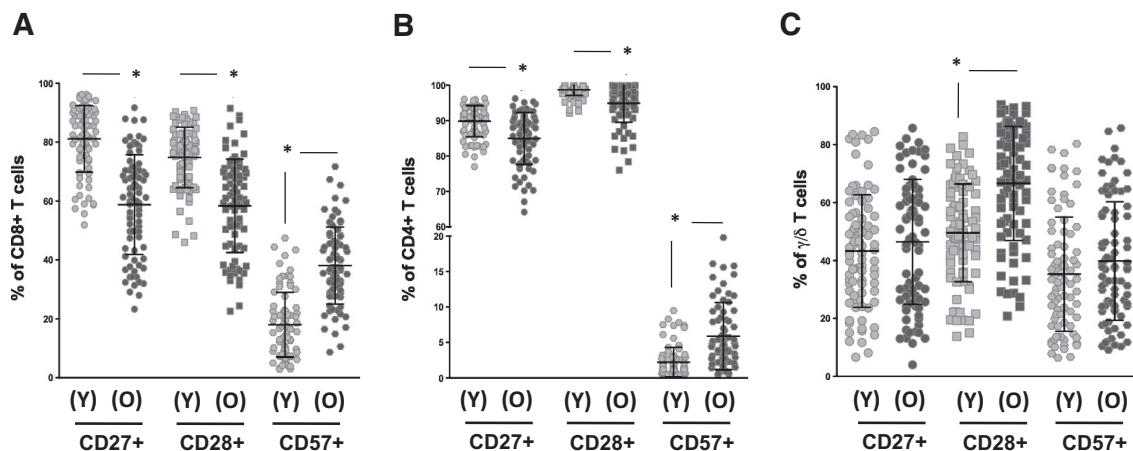 A
% of CD8+ T cells
100
80
60
40
20
0
* * *
(Y) (O) (Y) (O) (Y) (O)
CD27+ CD28+ CD57+
B
% of CD4+ T cells
100
90
80
70
60
20
15
10
5
0
* * *
(Y) (O) (Y) (O) (Y) (O)
CD27+ CD28+ CD57+
C
% of γ/δ T cells
100
80
60
40
20
0
*
(Y) (O) (Y) (O) (Y) (O)
CD27+ CD28+ CD57+